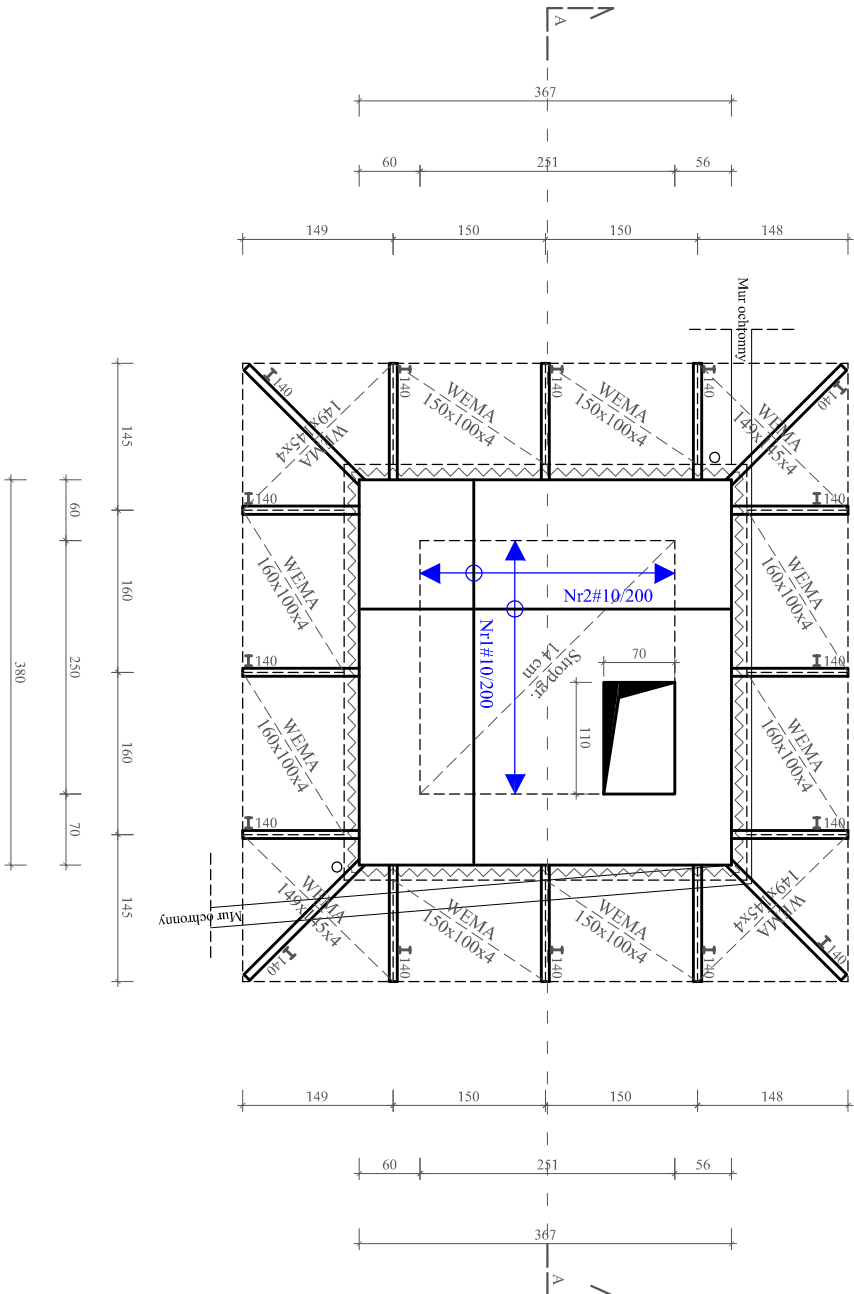 A
367
60
251
56
149
150
150
148
Mur ochronny
I140
I140
I140
I140
I140
WEMA
149x145x4
WEMA
150x100x4
WEMA
150x100x4
WEMA
149x145x4
145
60
I140
I140
WEMA
160x100x4
WEMA
160x100x4
Nr2#10/200
Nr1#10/200
Strop gr.
14 cm
70
110
160
250
380
I140
I140
WEMA
160x100x4
WEMA
160x100x4
160
70
I140
I140
145
Mur ochronny
WEMA
149x145x4
WEMA
150x100x4
WEMA
150x100x4
WEMA
149x145x4
I140
I140
I140
I140
I140
149
150
150
148
60
251
56
367
A